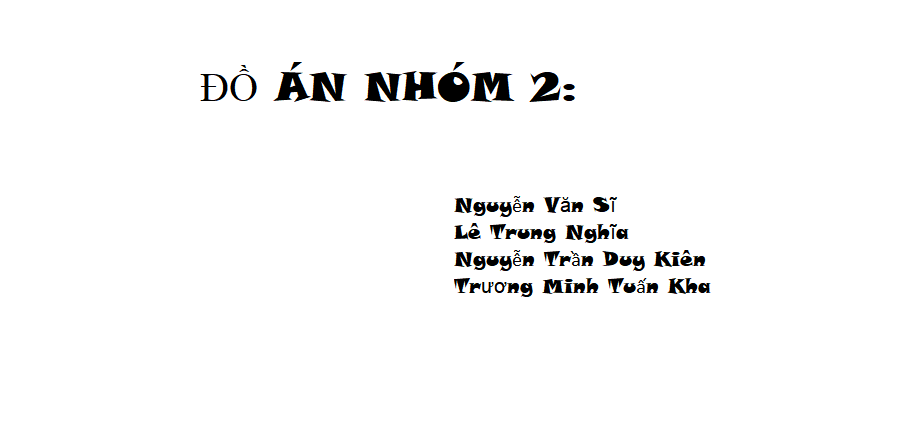 ĐỒ ÁN NHÓM 2:
Nguyễn Văn Sĩ
Lê Trung Nghĩa
Nguyễn Trần Duy Kiên
Trương Minh Tuấn Kha